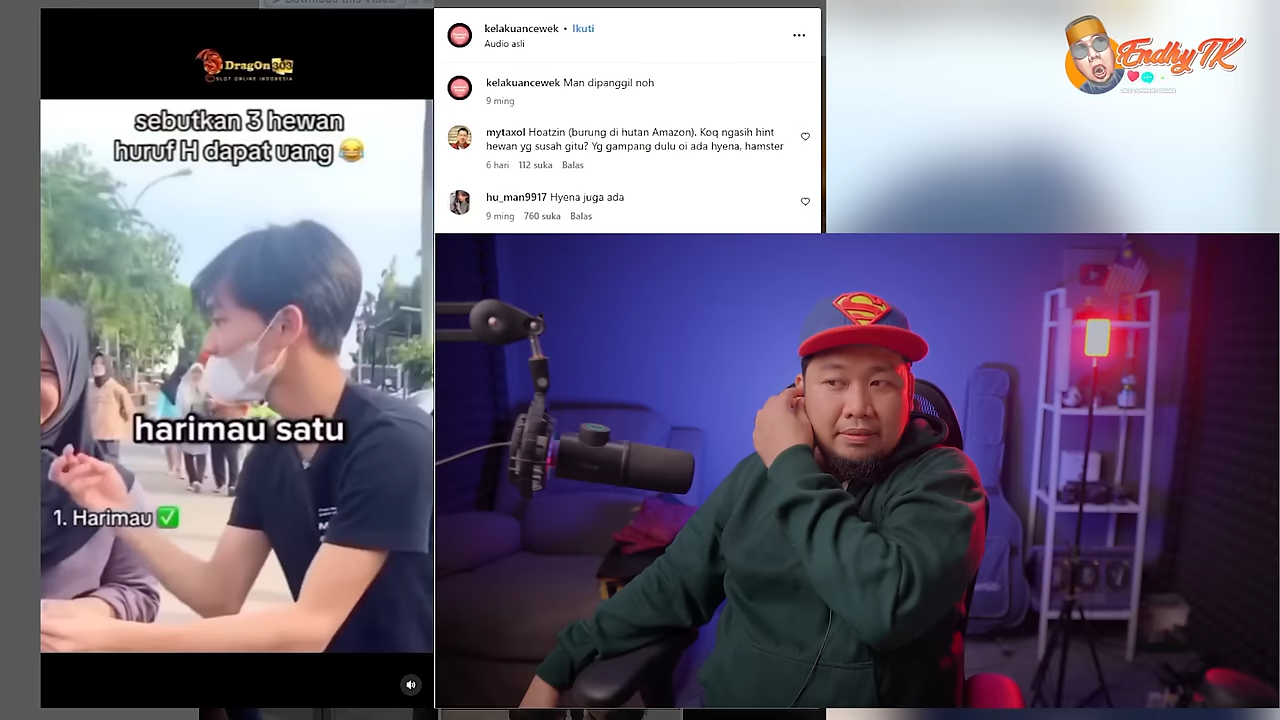 DragOn 303
SLOT ONLINE INDONESIA
sebutkan 3 hewan
huruf H dapat uang 😂
harimau satu
1. Harimau ✅
kelakuancewek • Ikuti
Audio asli
kelakuancewek Man dipanggil noh
9 ming
mytaxol Hoatzin (burung di hutan Amazon). Koq ngasih hint
hewan yg susah gitu? Yg gampang dulu oi ada hyena, hamster
6 hari 112 suka Balas
hu_man9917 Hyena juga ada
9 ming 760 suka Balas
Endhy TK